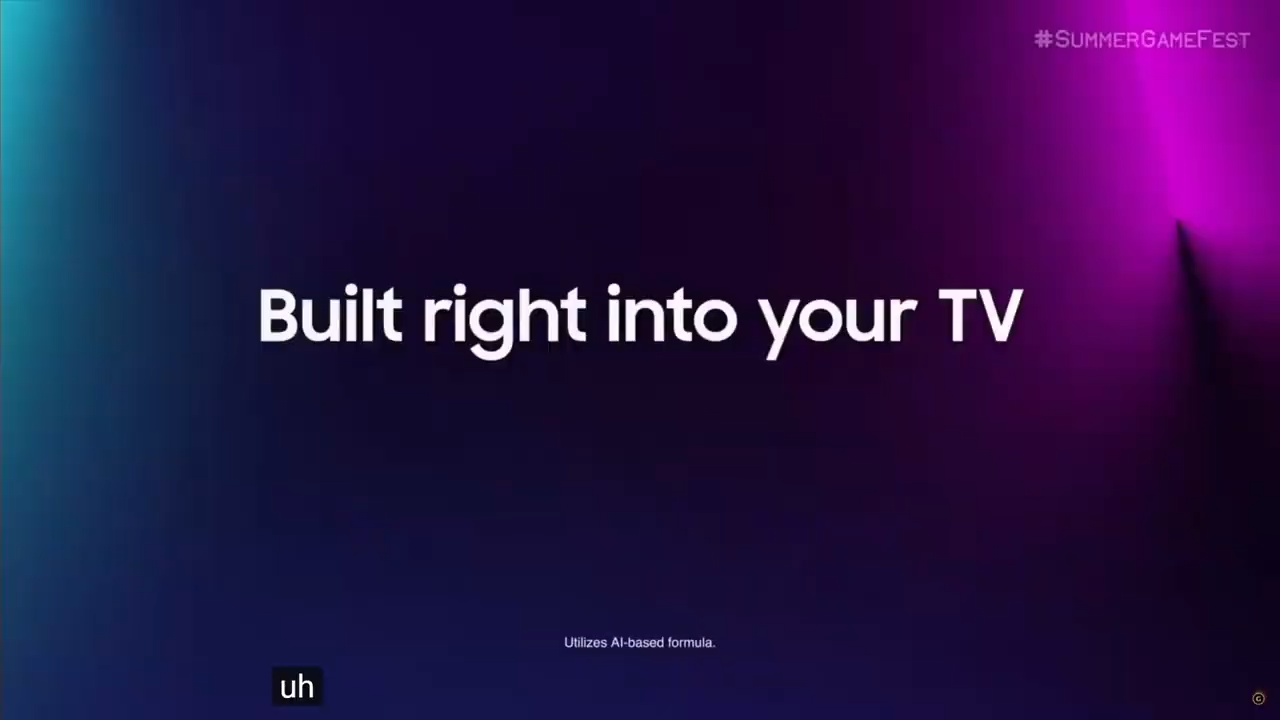 #SUMMERGAMEFEST
Built right into your TV
Utilizes AI-based formula.
uh
G